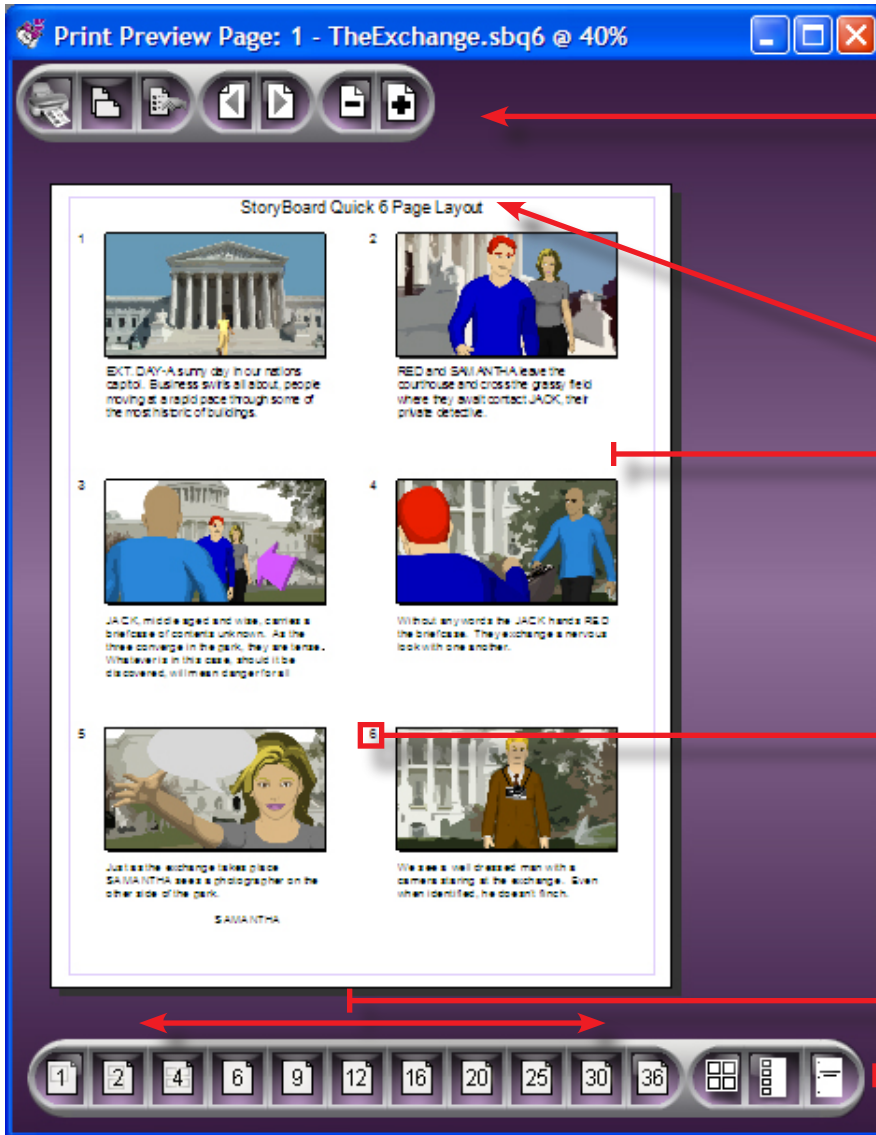 Print Preview Page: 1 - TheExchange.sbq6 @ 40%
StoryBoard Quick 6 Page Layout
1
2
EXT. DAY-A sunny day in our nations
capitol. Business swirls all about, people
moving at a rapid pace through some of
the most historic of buildings.
RED and SAMANTHA leave the
courthouse and cross the grassy field
where they await contact JACK, their
private detective.
3
4
JACK, middle aged and wise, carries a
briefcase of contents unknown. As the
three converge in the park, they are tense.
Whatever is in this case, should it be
discovered, will mean danger for all
Without any words the JACK hands RED
the briefcase. They exchange a nervous
look with one another.
5
6
Just as the exchange takes place
SAMANTHA sees a photographer on the
other side of the park.
SAMANTHA
We see a well dressed man with a
camera staring at the exchange. Even
when identified, he doesn't flinch.
1 2 4 6 9 12 16 20 25 30 36